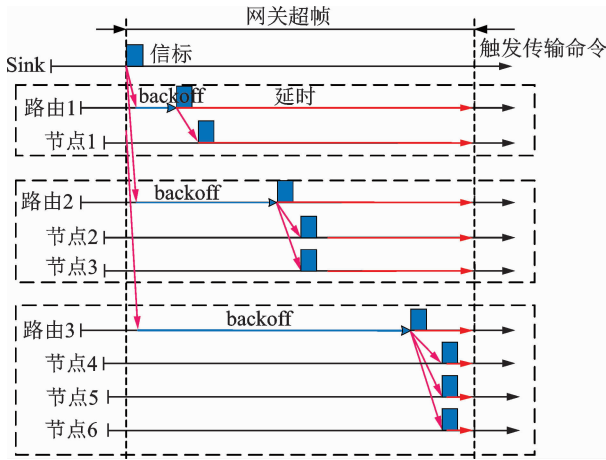 网关超帧
信标
触发传输命令
Sink
路由1
backoff
延时
节点1
路由2
backoff
节点2
节点3
路由3
backoff
节点4
节点5
节点6